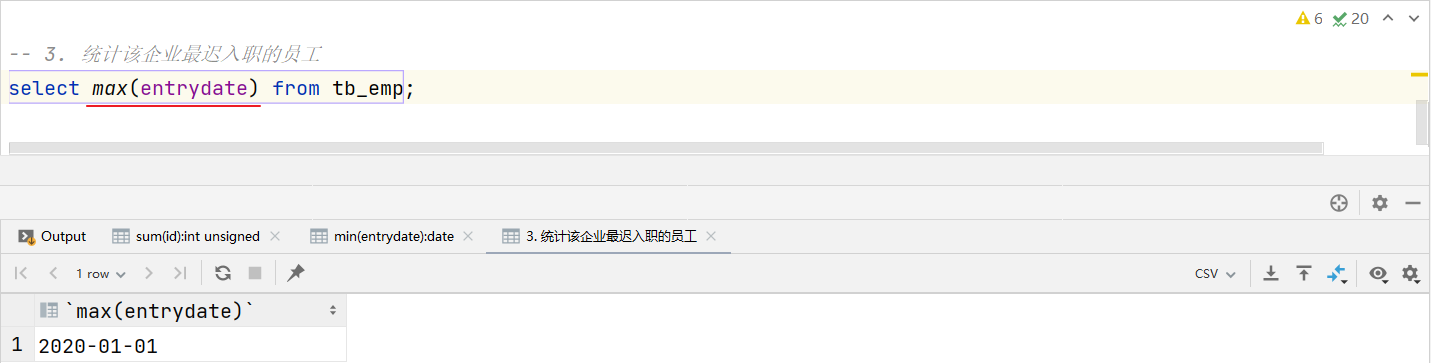 6 20
-- 3. 统计该企业最迟入职的员工
select max(entrydate) from tb_emp;
Output sum(id):int unsigned min(entrydate):date 3. 统计该企业最迟入职的员工
1 row CSV
`max(entrydate)`
1 2020-01-01